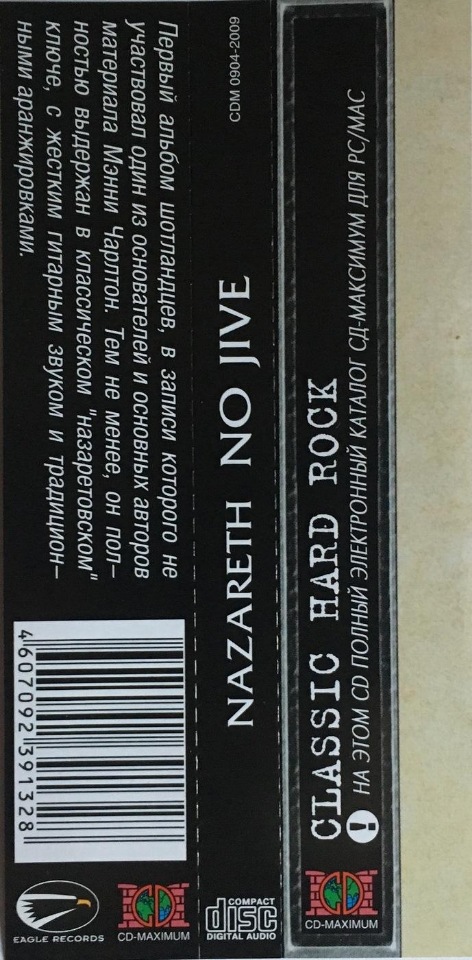 Первый альбом шотландцев, в записи которого не
участвовал один из основателей и основных авторов
материала Мэнни Чарлтон. Тем не менее, он пол–
ностью выдержан в классическом "назаретовском"
ключе, с жестким гитарным звуком и традицион–
ными аранжировками.
4607092391328
EAGLE RECORDS
CD
CD-MAXIMUM
NAZARETH NO JIVE
CDM 0904-2009
COMPACT
disc
DIGITAL AUDIO
CLASSIC HARD ROCK
НА ЭТОМ CD ПОЛНЫЙ ЭЛЕКТРОННЫЙ КАТАЛОГ СД-МАКСИМУМ ДЛЯ PC/MAC
CD
CD-MAXIMUM